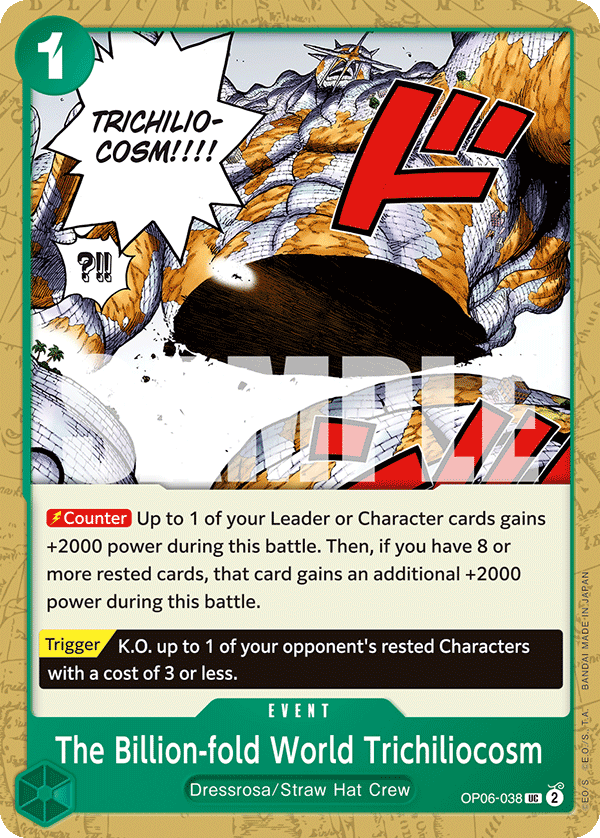 1
TRICHILIO-
COSM!!!!
?!!
ド
SAMPLE
Counter Up to 1 of your Leader or Character cards gains
+2000 power during this battle. Then, if you have 8 or
more rested cards, that card gains an additional +2000
power during this battle.
Trigger K.O. up to 1 of your opponent's rested Characters
with a cost of 3 or less.
EVENT
The Billion-fold World Trichiliocosm
Dressrosa/Straw Hat Crew
OP06-038 UC 2
©E.O./S. ©E.O./S.,T.A. BANDAI MADE IN JAPAN